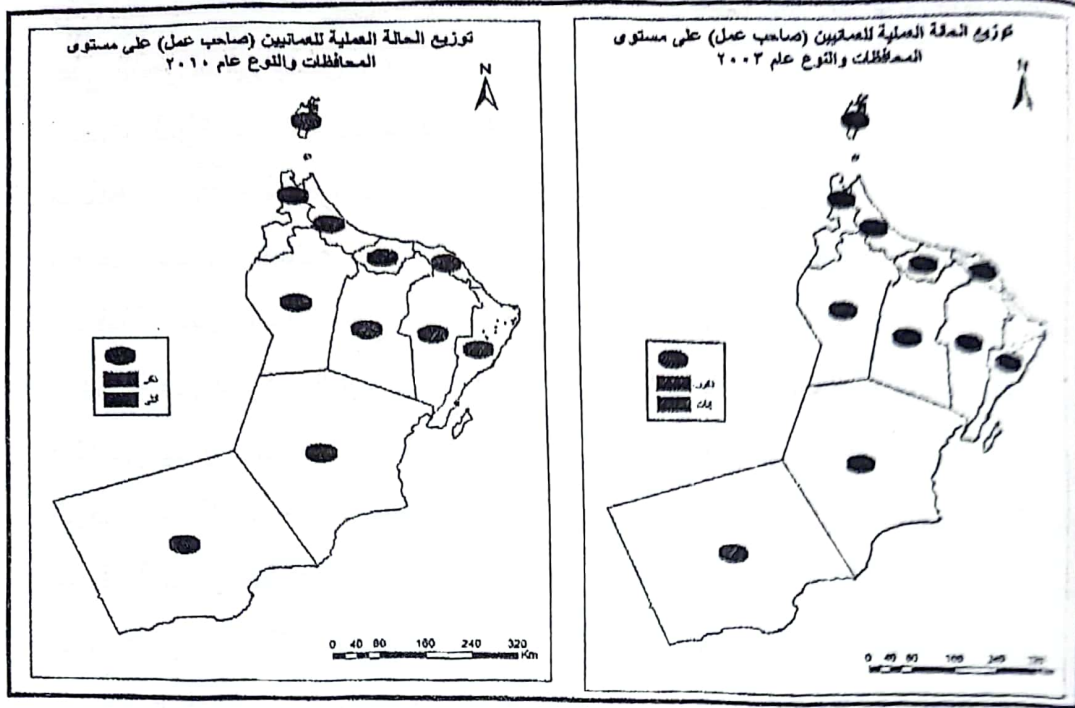 توزيع الحالة العملية للعمانيين (صاحب عمل) على مستوى
المحافظات والنوع عام ٢٠١٠
N
ذكر
انثى
0 40 80 160 240 320
Km
توزيع الحالة العملية للعمانيين (صاحب عمل) على مستوى
المحافظات والنوع عام ٢٠٠٣
N
ذكور
إناث
0 40 80 160 240 320